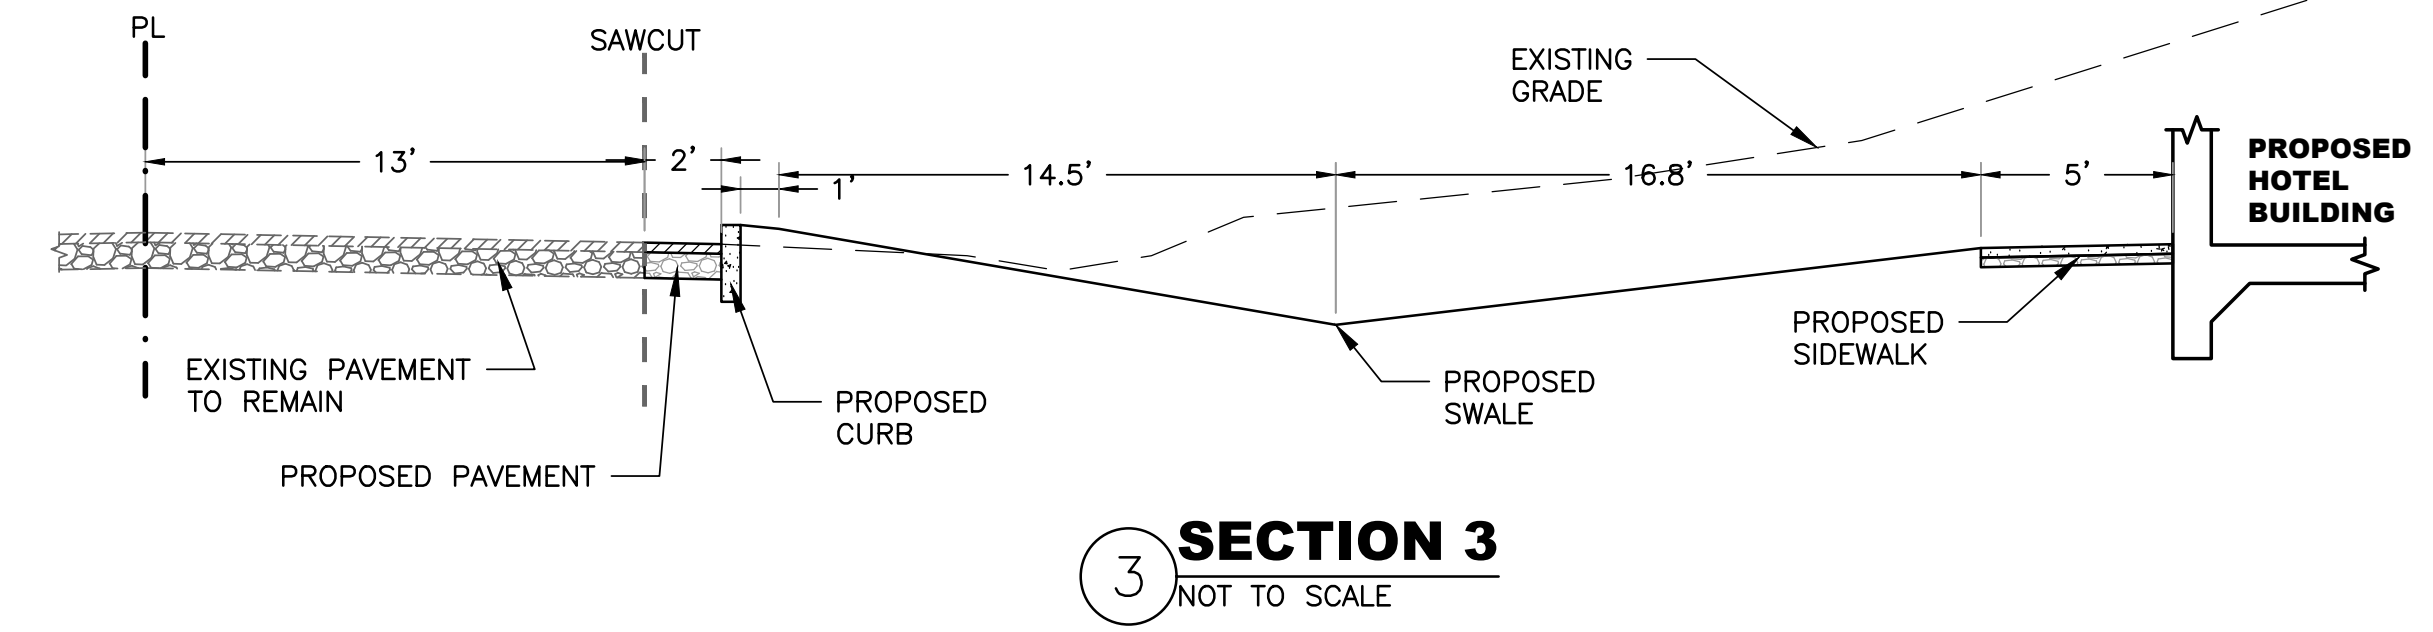 PL
SAWCUT
EXISTING
GRADE
13'
2'
1'
14.5'
16.8'
5'
PROPOSED
HOTEL
BUILDING
EXISTING PAVEMENT
TO REMAIN
PROPOSED PAVEMENT
PROPOSED
CURB
PROPOSED
SWALE
PROPOSED
SIDEWALK
3
SECTION 3
NOT TO SCALE